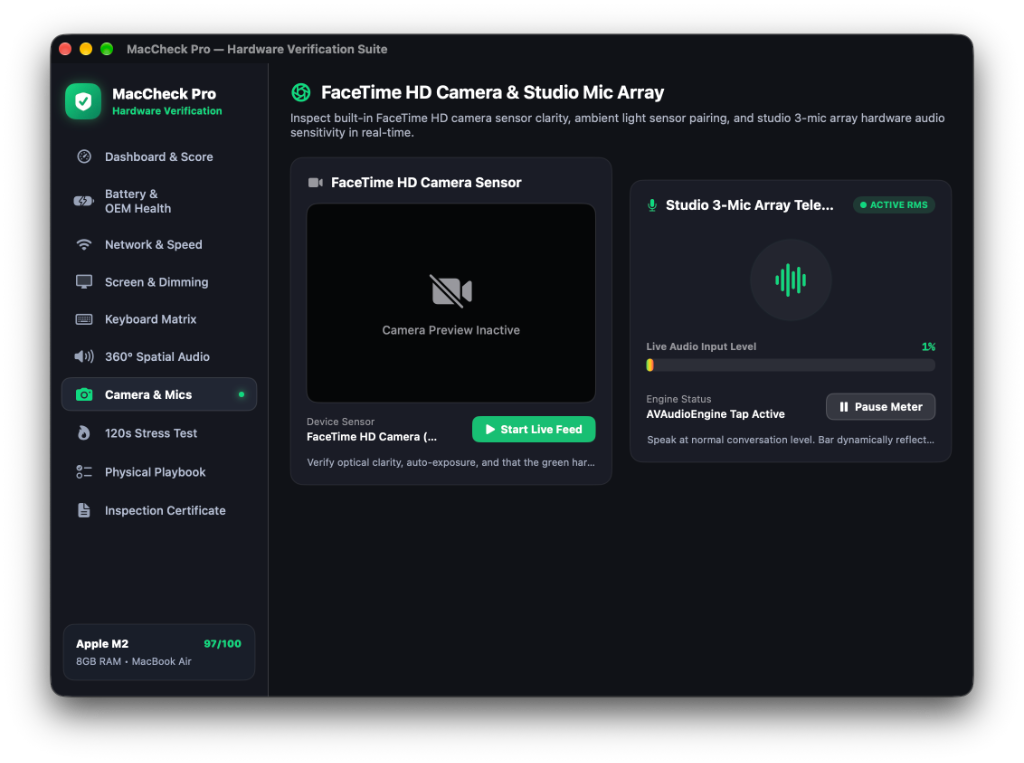 MacCheck Pro — Hardware Verification Suite
MacCheck Pro
Hardware Verification
Dashboard & Score
Battery &
OEM Health
Network & Speed
Screen & Dimming
Keyboard Matrix
360° Spatial Audio
Camera & Mics
120s Stress Test
Physical Playbook
Inspection Certificate
Apple M2
97/100
8GB RAM • MacBook Air
FaceTime HD Camera & Studio Mic Array
Inspect built-in FaceTime HD camera sensor clarity, ambient light sensor pairing, and studio 3-mic array hardware audio
sensitivity in real-time.
FaceTime HD Camera Sensor
Camera Preview Inactive
Device Sensor
FaceTime HD Camera (...
Start Live Feed
Verify optical clarity, auto-exposure, and that the green har...
Studio 3-Mic Array Tele...
ACTIVE RMS
Live Audio Input Level
1%
Engine Status
AVAudioEngine Tap Active
Pause Meter
Speak at normal conversation level. Bar dynamically reflect...